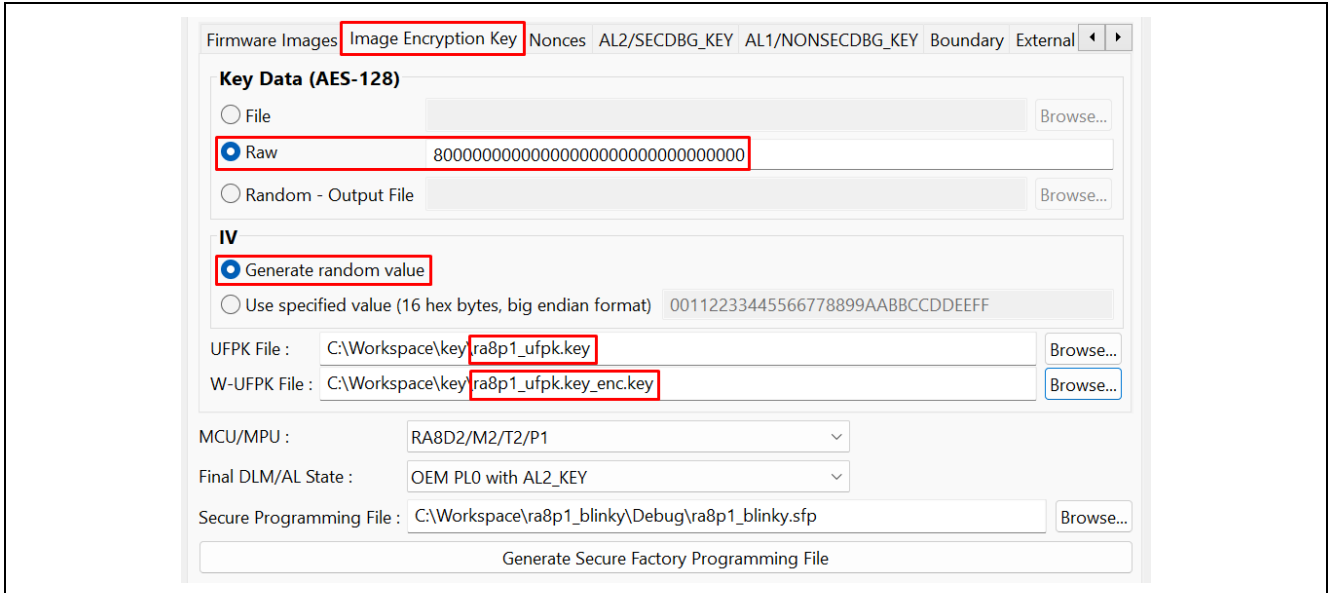 Firmware Images Image Encryption Key Nonces AL2/SECDBG_KEY AL1/NONSECDBG_KEY Boundary External
Key Data (AES-128)
File Browse...
Raw 80000000000000000000000000000000
Random - Output File Browse...
IV
Generate random value
Use specified value (16 hex bytes, big endian format) 00112233445566778899AABBCCDDEEFF
UFPK File : C:\Workspace\key\ra8p1_ufpk.key Browse...
W-UFPK File : C:\Workspace\key\ra8p1_ufpk.key_enc.key Browse...
MCU/MPU : RA8D2/M2/T2/P1
Final DLM/AL State : OEM PL0 with AL2_KEY
Secure Programming File : C:\Workspace\ra8p1_blinky\Debug\ra8p1_blinky.sfp Browse...
Generate Secure Factory Programming File